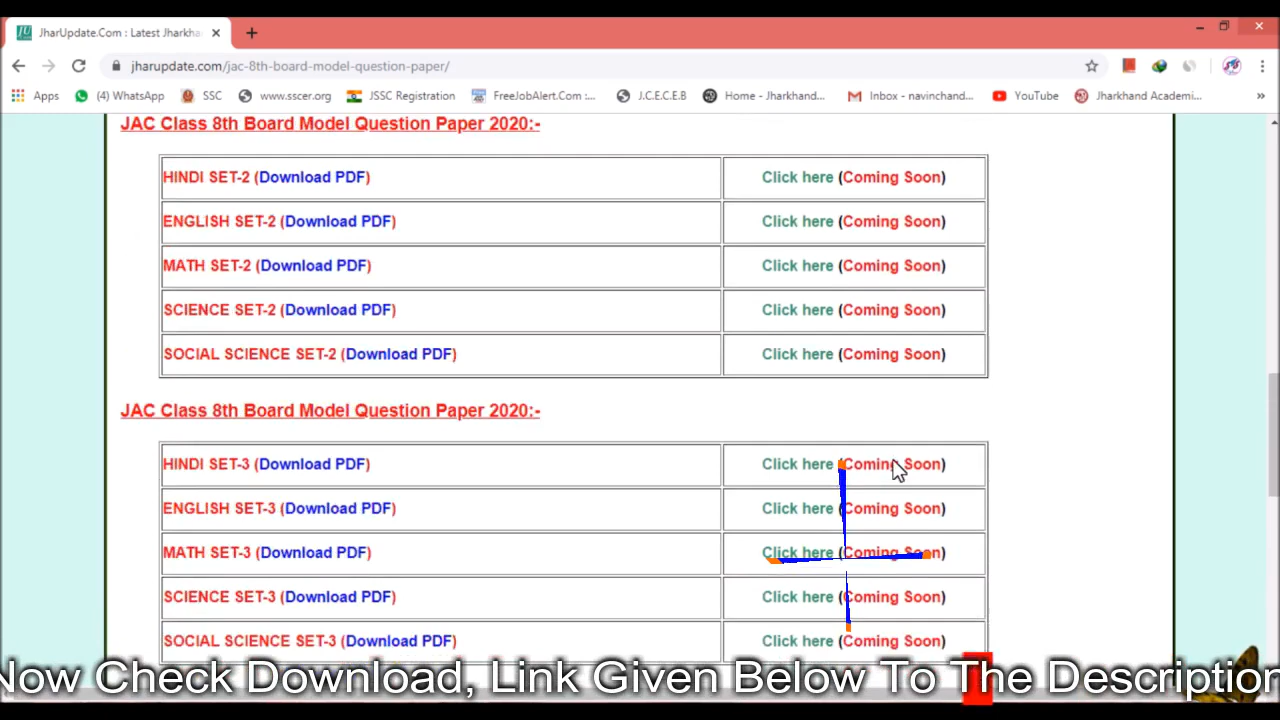 JharUpdate.Com : Latest Jharkha
jharupdate.com/jac-8th-board-model-question-paper/
Apps (4) WhatsApp SSC www.sscer.org JSSC Registration FreeJobAlert.Com :... J.C.E.C.E.B Home - Jharkhand... Inbox - navinchand... YouTube Jharkhand Academi... »
JAC Class 8th Board Model Question Paper 2020:-
HINDI SET-2 (Download PDF) Click here (Coming Soon)
ENGLISH SET-2 (Download PDF) Click here (Coming Soon)
MATH SET-2 (Download PDF) Click here (Coming Soon)
SCIENCE SET-2 (Download PDF) Click here (Coming Soon)
SOCIAL SCIENCE SET-2 (Download PDF) Click here (Coming Soon)
JAC Class 8th Board Model Question Paper 2020:-
HINDI SET-3 (Download PDF) Click here (Coming Soon)
ENGLISH SET-3 (Download PDF) Click here (Coming Soon)
MATH SET-3 (Download PDF) Click here (Coming Soon)
SCIENCE SET-3 (Download PDF) Click here (Coming Soon)
SOCIAL SCIENCE SET-3 (Download PDF) Click here (Coming Soon)
Now Check Download, Link Given Below To The Description